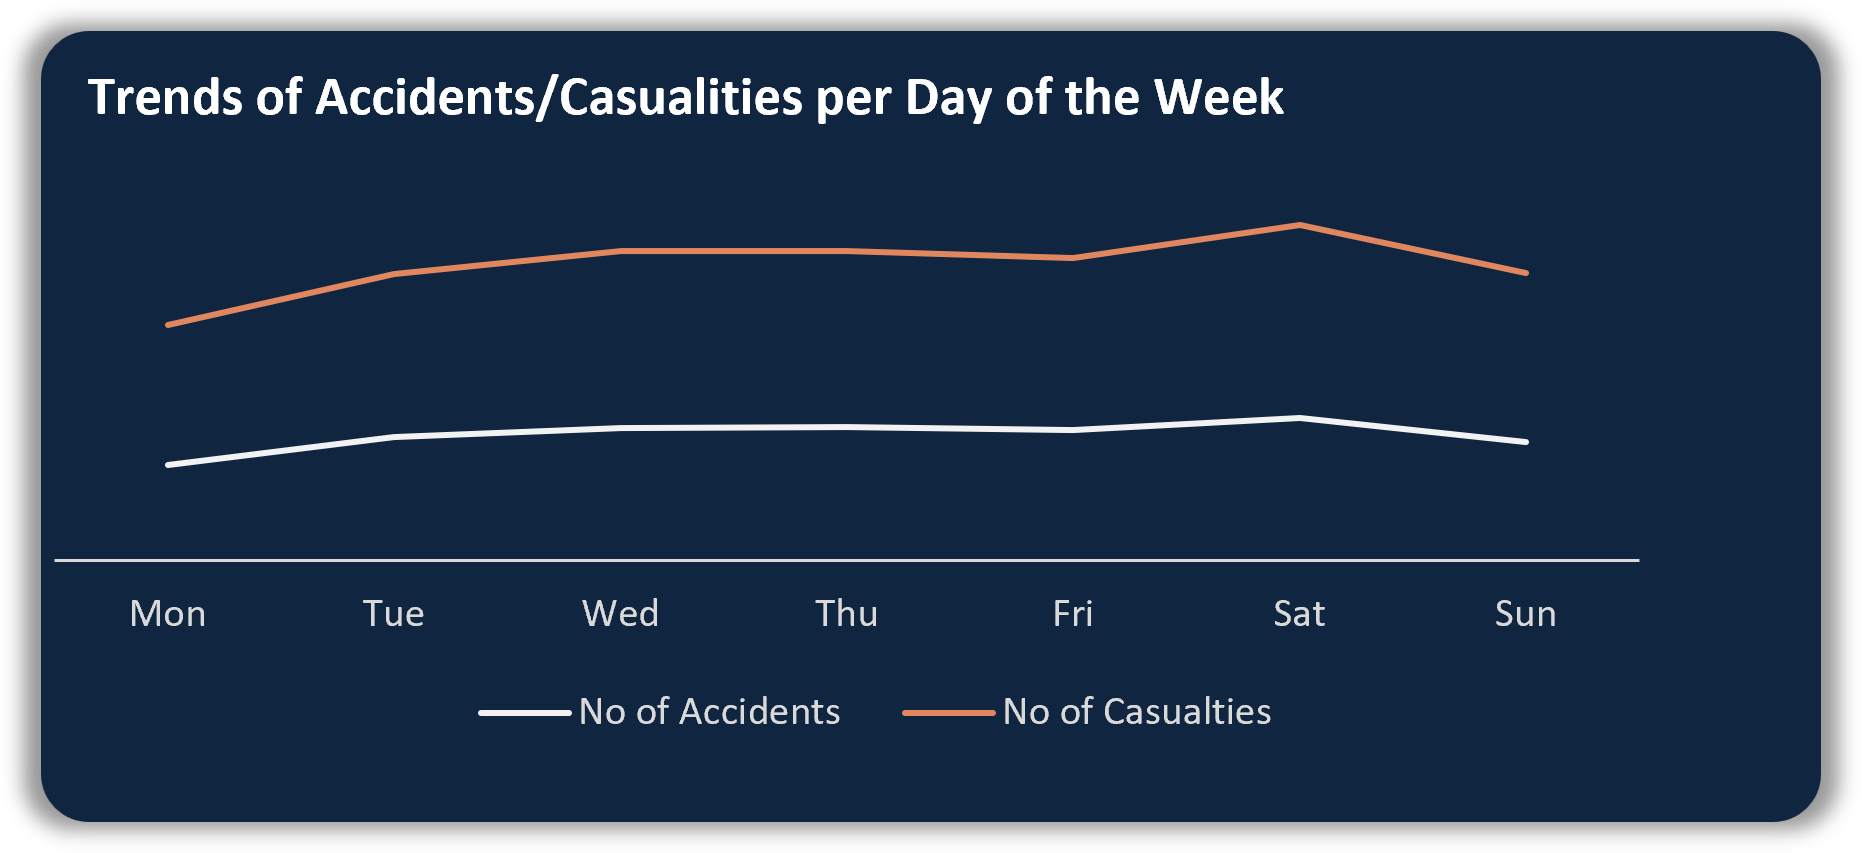 Trends of Accidents/Casualities per Day of the Week
Mon Tue Wed Thu Fri Sat Sun
No of Accidents No of Casualties